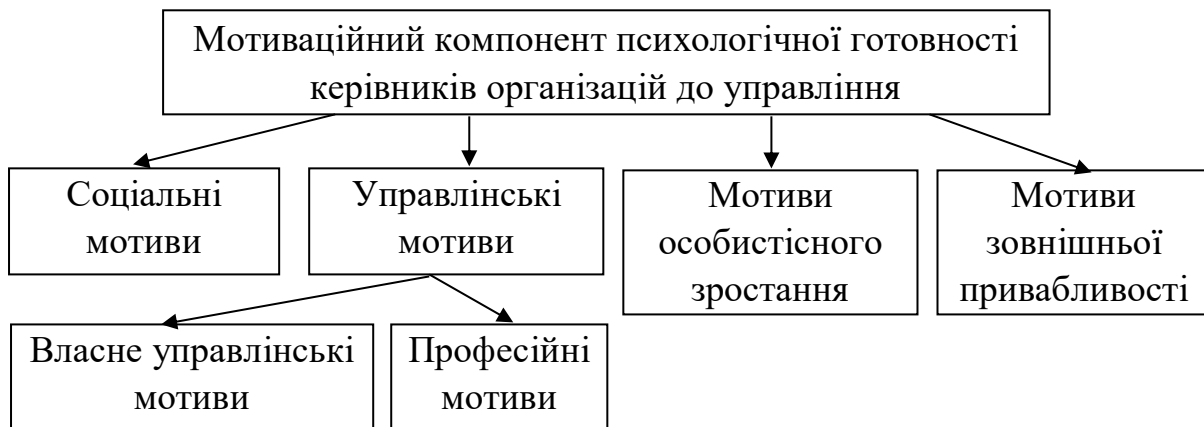 Мотиваційний компонент психологічної готовності
керівників організацій до управління
Соціальні
мотиви
Управлінські
мотиви
Мотиви
особистісного
зростання
Мотиви
зовнішньої
привабливості
Власне управлінські
мотиви
Професійні
мотиви